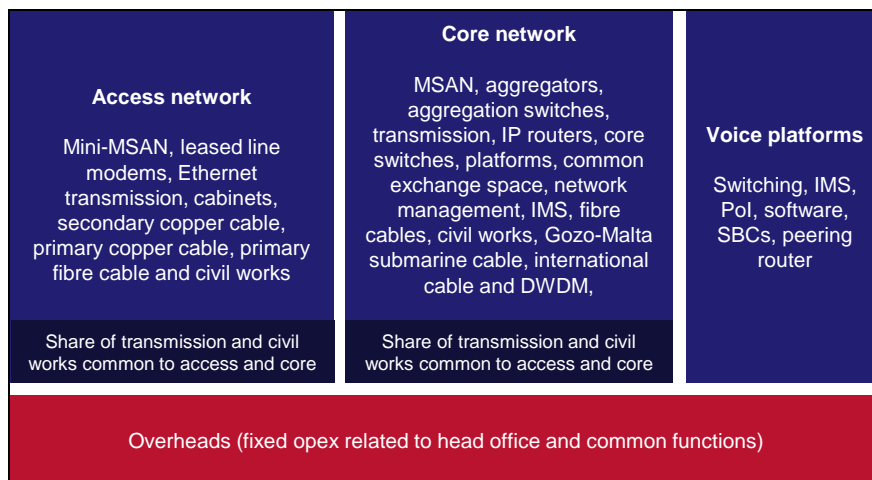 Access network
Mini-MSAN, leased line
modems, Ethernet
transmission, cabinets,
secondary copper cable,
primary copper cable, primary
fibre cable and civil works
Share of transmission and civil
works common to access and core
Core network
MSAN, aggregators,
aggregation switches,
transmission, IP routers, core
switches, platforms, common
exchange space, network
management, IMS, fibre
cables, civil works, Gozo-Malta
submarine cable, international
cable and DWDM,
Share of transmission and civil
works common to access and core
Voice platforms
Switching, IMS,
PoI, software,
SBCs, peering
router
Overheads (fixed opex related to head office and common functions)